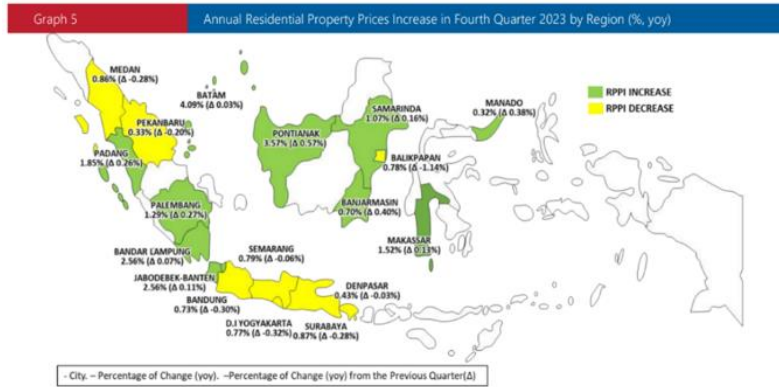 Graph 5
Annual Residential Property Prices Increase in Fourth Quarter 2023 by Region (%, yoy)
MEDAN
0.86% (Δ -0.28%)
BATAM
4.09% (Δ 0.03%)
SAMARINDA
1.07% (Δ 0.16%)
MANADO
0.32% (Δ 0.38%)
RPPI INCREASE
RPPI DECREASE
PEKANBARU
0.33% (Δ -0.20%)
PONTIANAK
3.57% (Δ 0.57%)
PADANG
1.85% (Δ 0.26%)
BALIKPAPAN
0.78% (Δ -1.14%)
PALEMBANG
1.29% (Δ 0.27%)
BANJARMASIN
0.70% (Δ 0.40%)
BANDAR LAMPUNG
2.56% (Δ 0.07%)
SEMARANG
0.79% (Δ -0.06%)
MAKASSAR
1.52% (Δ 0.13%)
JABODEBEK-BANTEN
2.56% (Δ 0.11%)
DENPASAR
0.43% (Δ -0.03%)
BANDUNG
0.73% (Δ -0.30%)
D.I YOGYAKARTA
0.77% (Δ -0.32%)
SURABAYA
0.87% (Δ -0.28%)
- City. – Percentage of Change (yoy). –Percentage of Change (yoy) from the Previous Quarter(Δ)